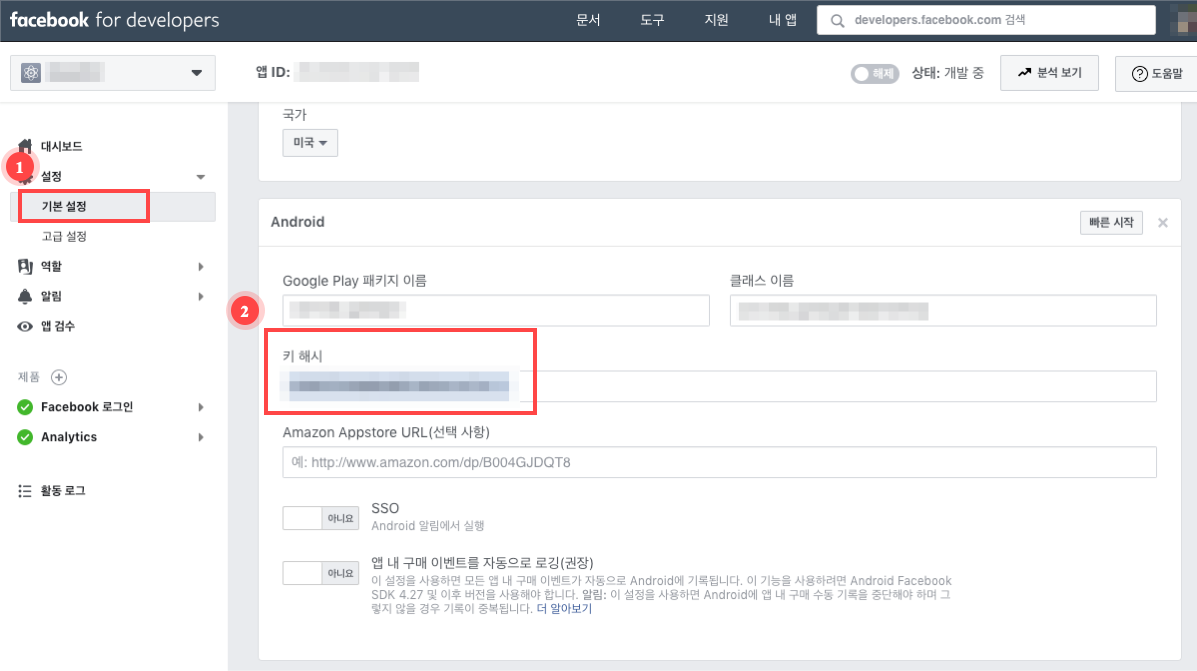 facebook for developers
문서
도구
지원
내 앱
developers.facebook.com 검색
앱 ID:
해제
상태: 개발 중
분석 보기
도움말
대시보드
1
설정
기본 설정
고급 설정
역할
알림
앱 검수
제품
Facebook 로그인
Analytics
활동 로그
국가
미국
Android
빠른 시작
Google Play 패키지 이름
클래스 이름
2
키 해시
Amazon Appstore URL(선택 사항)
예: http://www.amazon.com/dp/B004GJDQT8
아니요
SSO
Android 알림에서 실행
아니요
앱 내 구매 이벤트를 자동으로 로깅(권장)
이 설정을 사용하면 모든 앱 내 구매 이벤트가 자동으로 Android에 기록됩니다. 이 기능을 사용하려면 Android Facebook
SDK 4.27 및 이후 버전을 사용해야 합니다. 알림: 이 설정을 사용하면 Android에 앱 내 구매 수동 기록을 중단해야 하며 그
렇지 않을 경우 기록이 중복됩니다. 더 알아보기